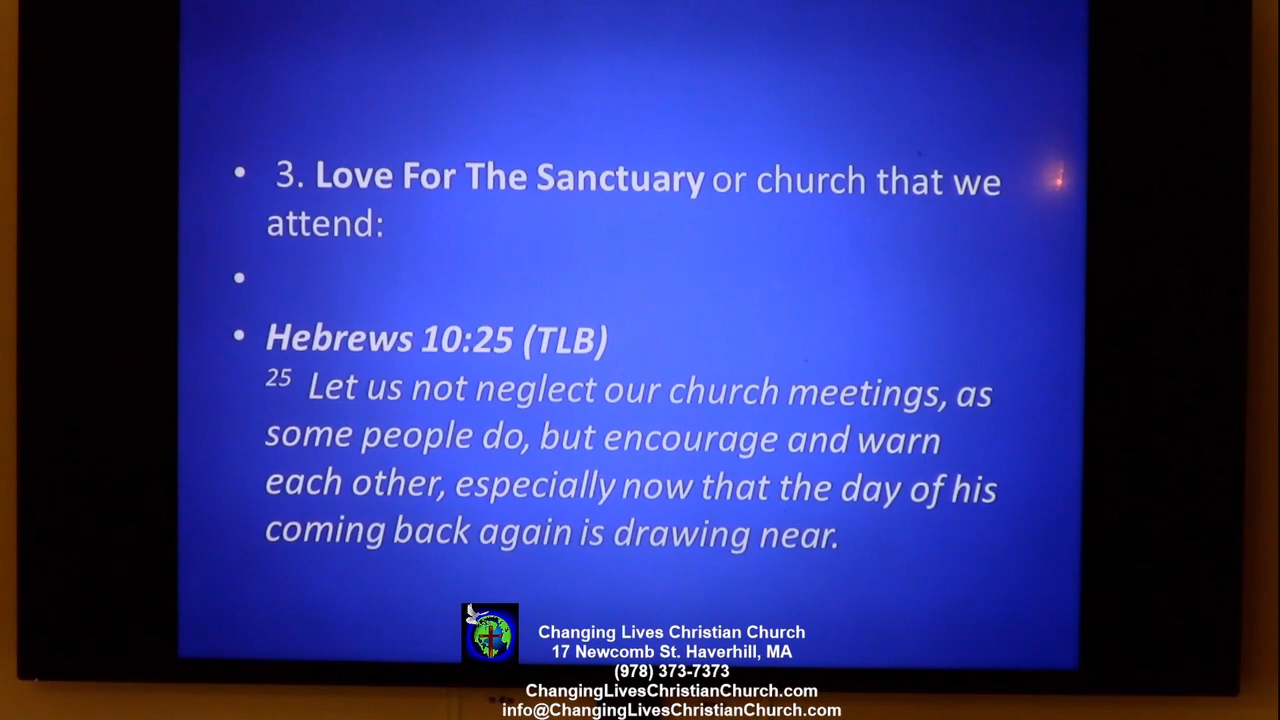 • 3. Love For The Sanctuary or church that we
attend:
•
• Hebrews 10:25 (TLB)
25 Let us not neglect our church meetings, as
some people do, but encourage and warn
each other, especially now that the day of his
coming back again is drawing near.
Changing Lives Christian Church
17 Newcomb St. Haverhill, MA
(978) 373-7373
ChangingLivesChristianChurch.com
info@ChangingLivesChristianChurch.com